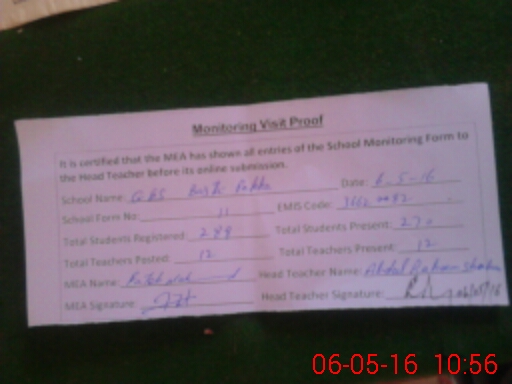 Monitoring Visit Proof
It is certified that the MEA has shown all entries of the School Monitoring Form to
the Head Teacher before its online submission.
School Name: GBS Date: 6-5-16
School Form No: 11 EMIS Code:
Total Students Registered: 288 Total Students Present: 270
Total Teachers Posted: 12 Total Teachers Present: 12
MEA Name: Head Teacher Name: Abdul
MEA Signature: Head Teacher Signature:
06-05-16 10:56